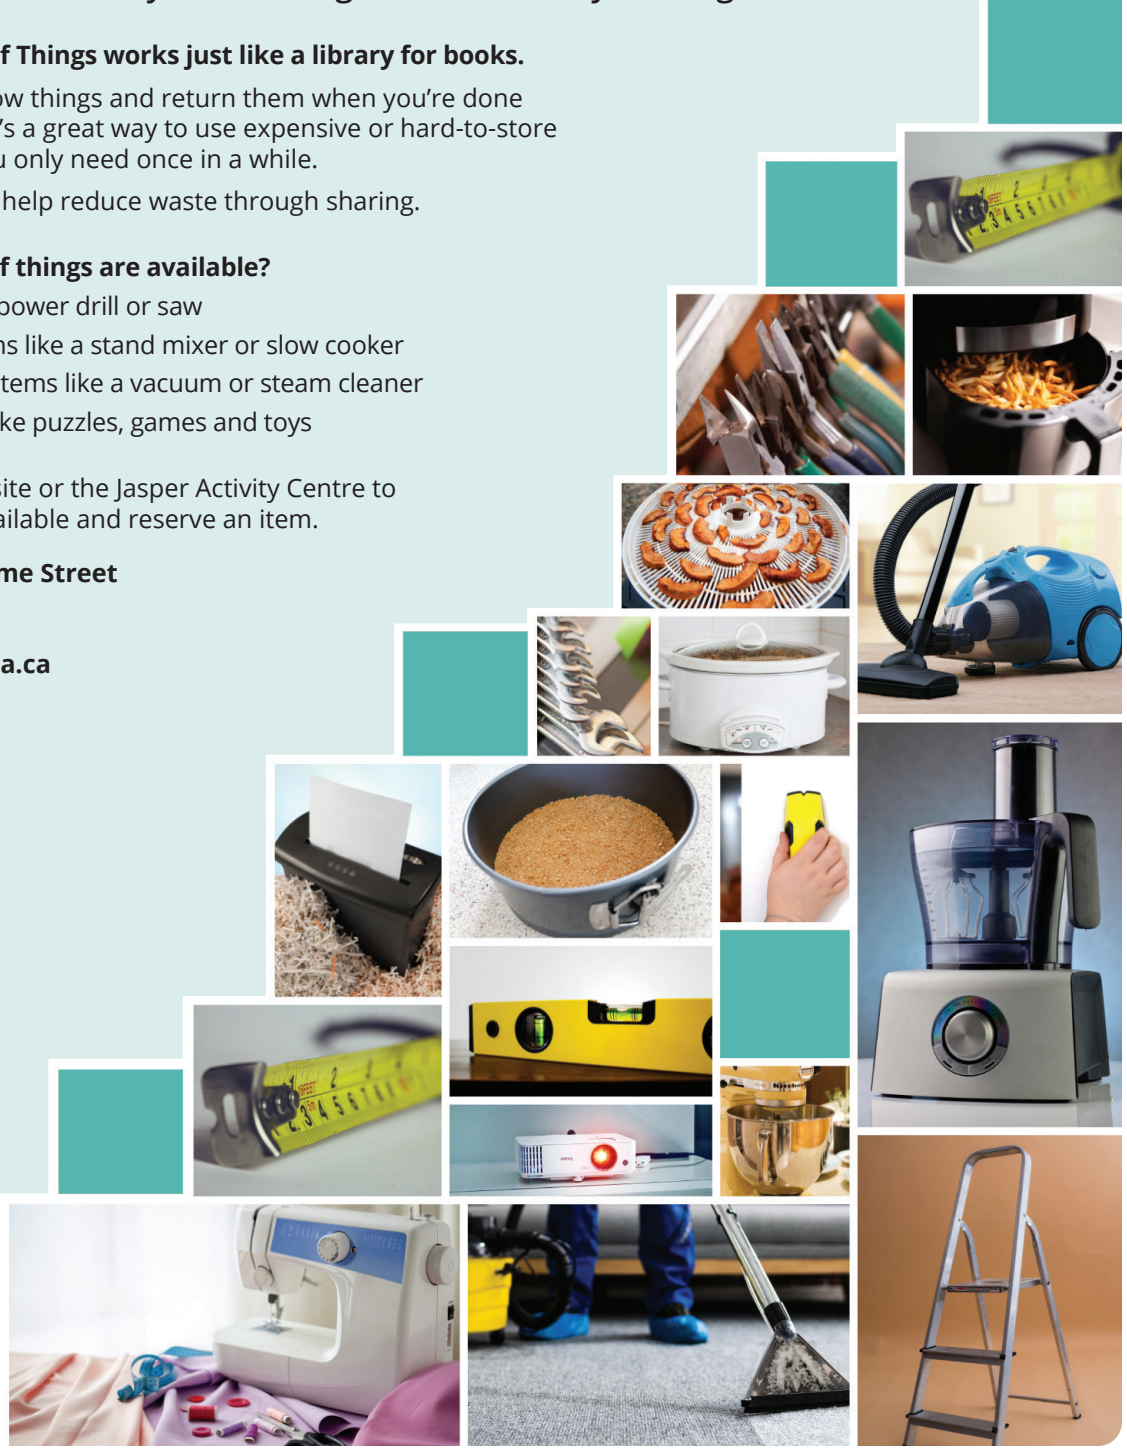 f Things works just like a library for books.
ow things and return them when you're done
's a great way to use expensive or hard-to-store
u only need once in a while.
help reduce waste through sharing.
f things are available?
power drill or saw
ns like a stand mixer or slow cooker
tems like a vacuum or steam cleaner
ke puzzles, games and toys
site or the Jasper Activity Centre to
ailable and reserve an item.
me Street
a.ca